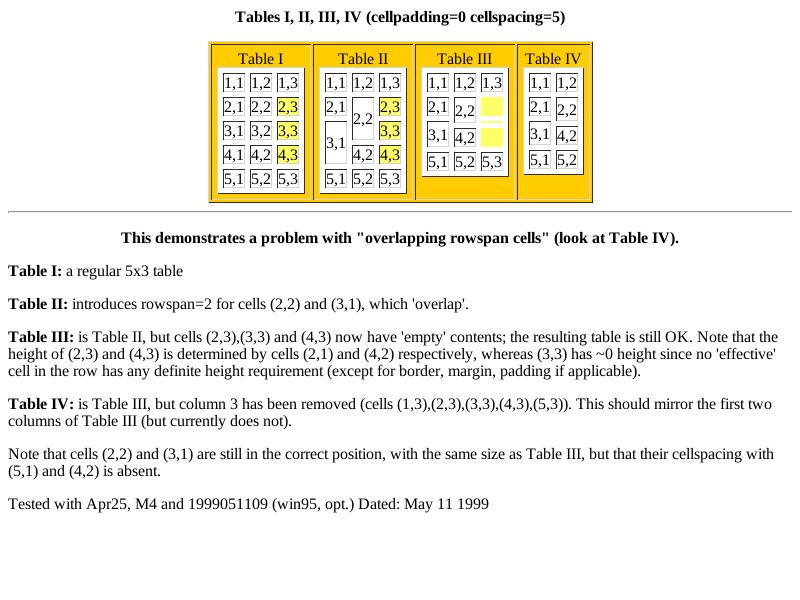 Tables I, II, III, IV (cellpadding=0 cellspacing=5)
Table I Table II Table III Table IV
1,1 1,2 1,3 1,1 1,2 1,3 1,1 1,2 1,3 1,1 1,2
2,1 2,2 2,3 2,1 2,2 2,3 2,1 2,2 2,1 2,2
3,1 3,2 3,3 3,1 3,3 3,1 3,1
4,1 4,2 4,3 4,2 4,3 4,2 4,2
5,1 5,2 5,3 5,1 5,2 5,3 5,1 5,2 5,3 5,1 5,2
This demonstrates a problem with "overlapping rowspan cells" (look at Table IV).
Table I: a regular 5x3 table
Table II: introduces rowspan=2 for cells (2,2) and (3,1), which 'overlap'.
Table III: is Table II, but cells (2,3),(3,3) and (4,3) now have 'empty' contents; the resulting table is still OK. Note that the
height of (2,3) and (4,3) is determined by cells (2,1) and (4,2) respectively, whereas (3,3) has ~0 height since no 'effective'
cell in the row has any definite height requirement (except for border, margin, padding if applicable).
Table IV: is Table III, but column 3 has been removed (cells (1,3),(2,3),(3,3),(4,3),(5,3)). This should mirror the first two
columns of Table III (but currently does not).
Note that cells (2,2) and (3,1) are still in the correct position, with the same size as Table III, but that their cellspacing with
(5,1) and (4,2) is absent.
Tested with Apr25, M4 and 1999051109 (win95, opt.) Dated: May 11 1999